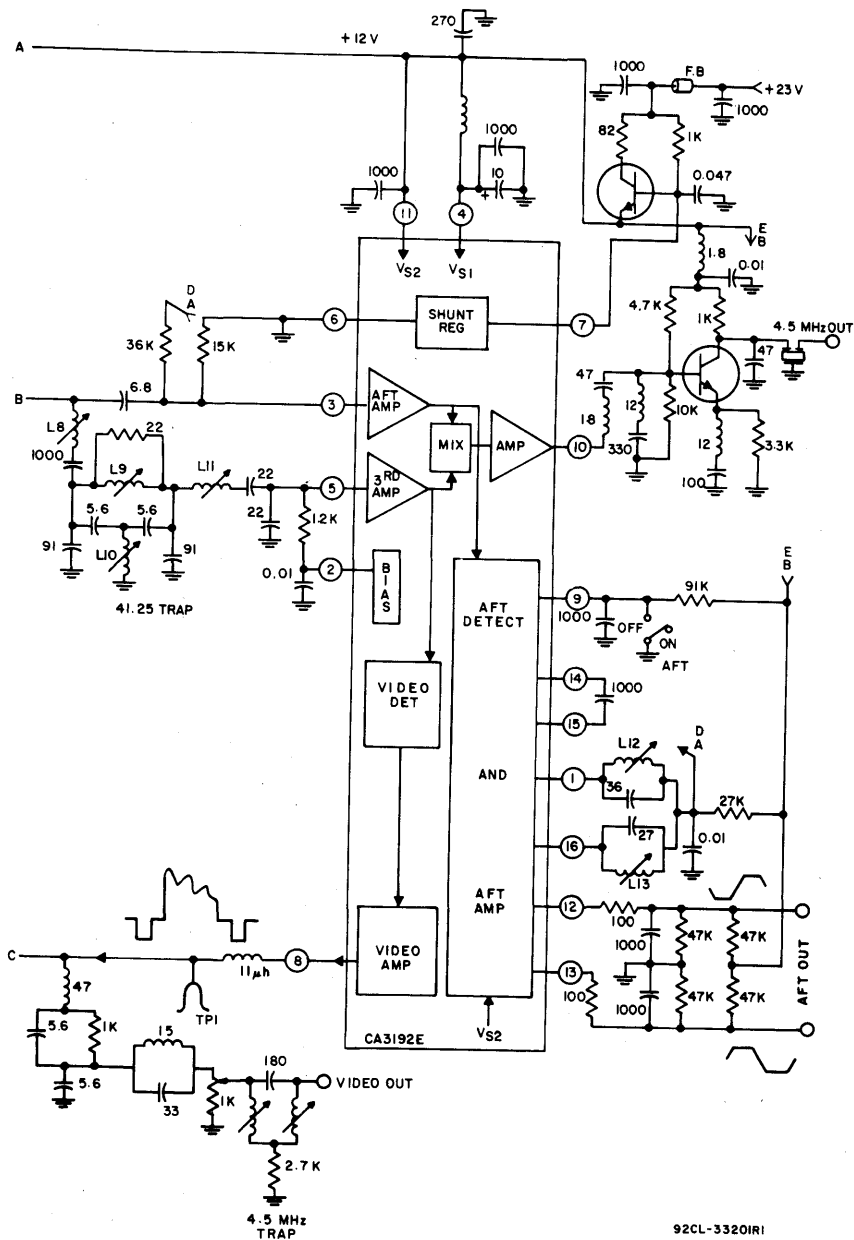 270
A
+12V
1000
F.B
+23V
1000
82
1K
1000
10
+
0.047
1000
11
4
E
B
VS2
VS1
1.8
0.01
D
A
6
SHUNT
REG
7
4.7K
1K
4.5 MHz OUT
36K
15K
47
47
B
6.8
3
AFT
AMP
MIX
AMP
10
18
12
10K
330
12
3.3K
100
L8
22
1000
L9
L11
22
5
3RD
AMP
22
1.2K
5.6
5.6
91
L10
91
0.01
2
BIAS
41.25 TRAP
E
B
9
91K
AFT
DETECT
1000
OFF
ON
AFT
14
1000
15
VIDEO
DET
L12
D
A
AND
1
36
27K
27
16
0.01
L13
AFT
AMP
12
100
1000
47K
47K
AFT OUT
C
11µh
8
VIDEO
AMP
13
100
1000
47K
47K
TP1
47
VS2
CA3192E
5.6
1K
15
5.6
33
1K
180
VIDEO OUT
2.7K
4.5 MHz
TRAP
92CL-33201R1